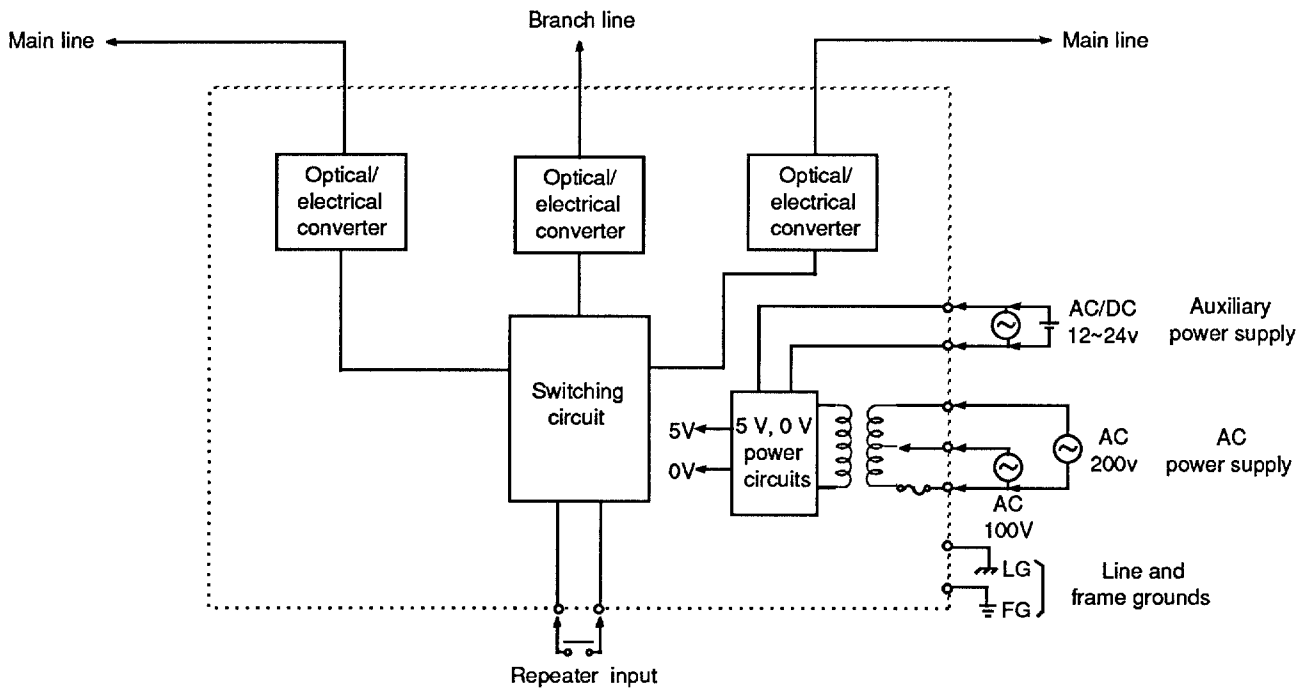 Branch line
Main line
Main line
Optical/
electrical
converter
Optical/
electrical
converter
Optical/
electrical
converter
AC/DC
12~24v
Auxiliary
power supply
Switching
circuit
5V
0V
5 V, 0 V
power
circuits
AC
200v
AC
power supply
AC
100V
LG
FG
Line and
frame grounds
Repeater input